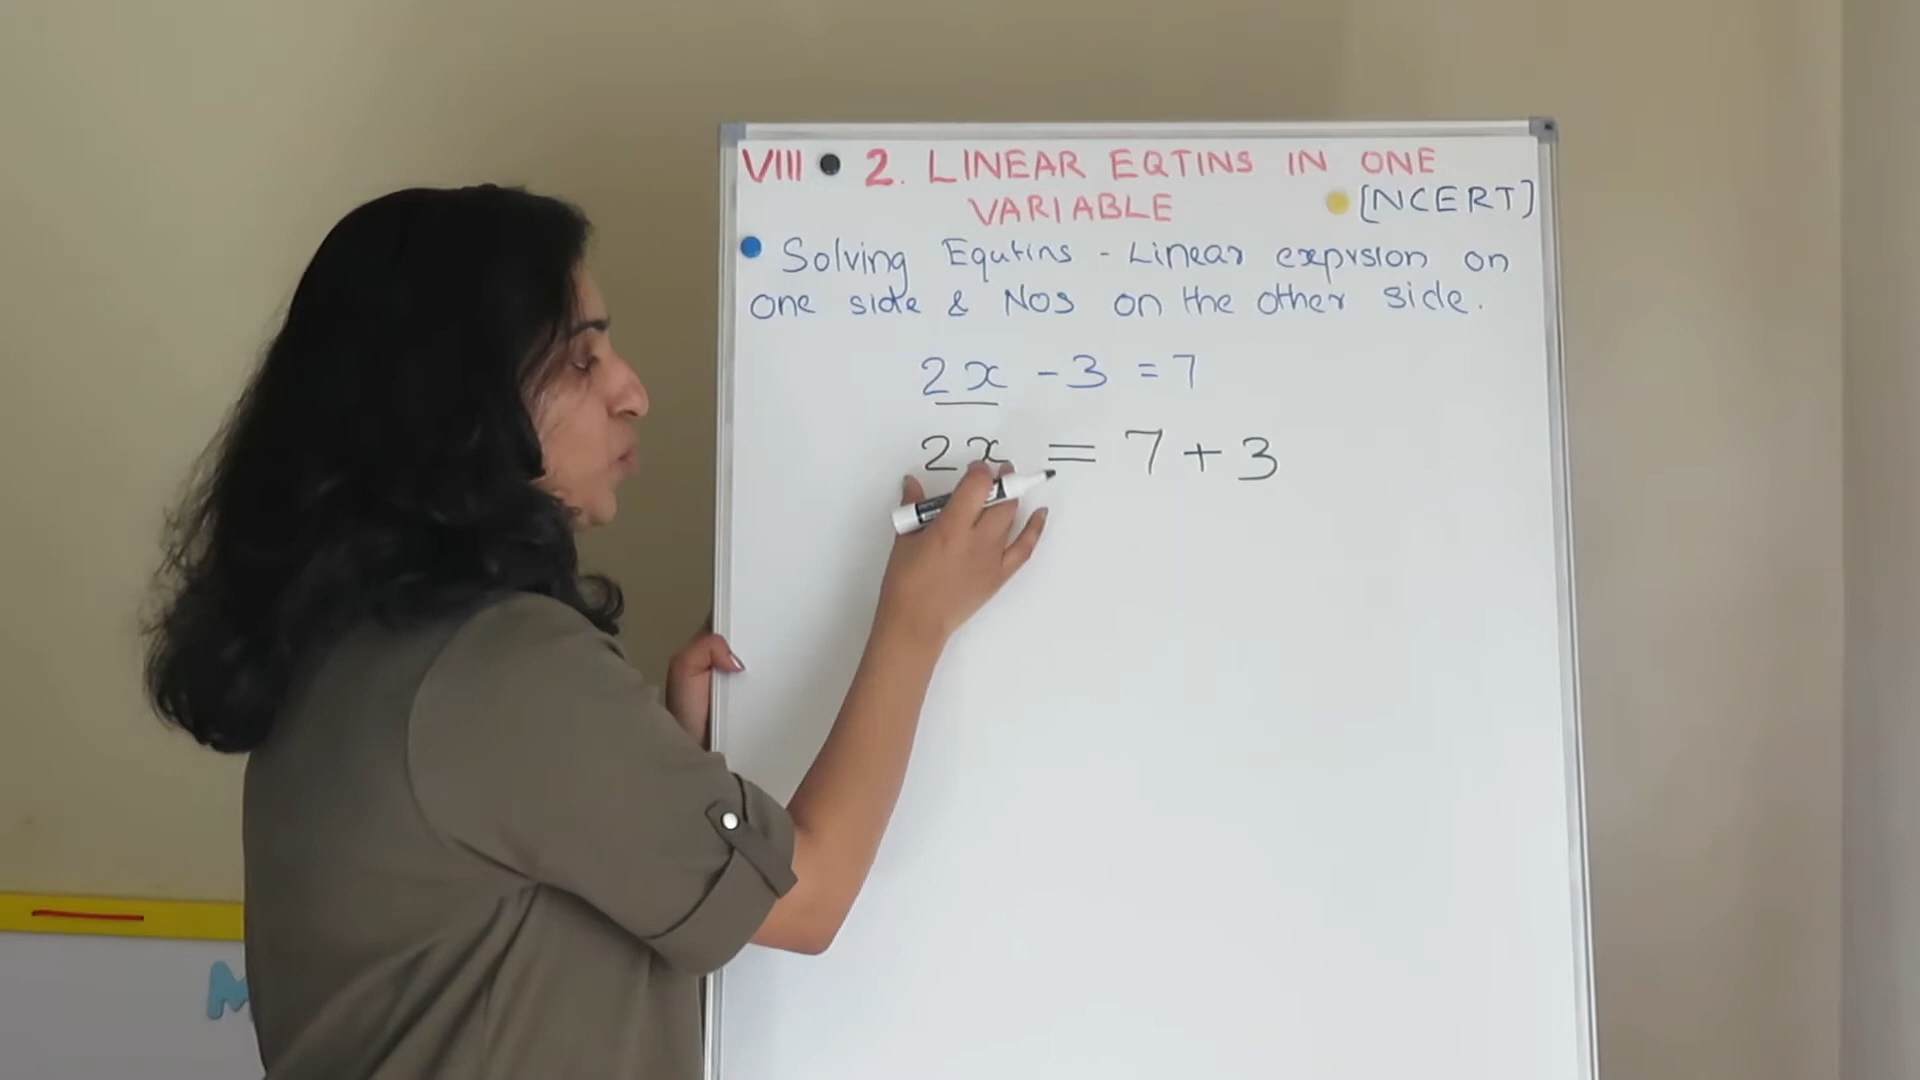 VIII • 2. LINEAR EQTINS IN ONE
VARIABLE • [NCERT]
• Solving Equtins - Linear exprsion on
one side & Nos on the other side.
2x - 3 = 7
2x = 7 + 3
M